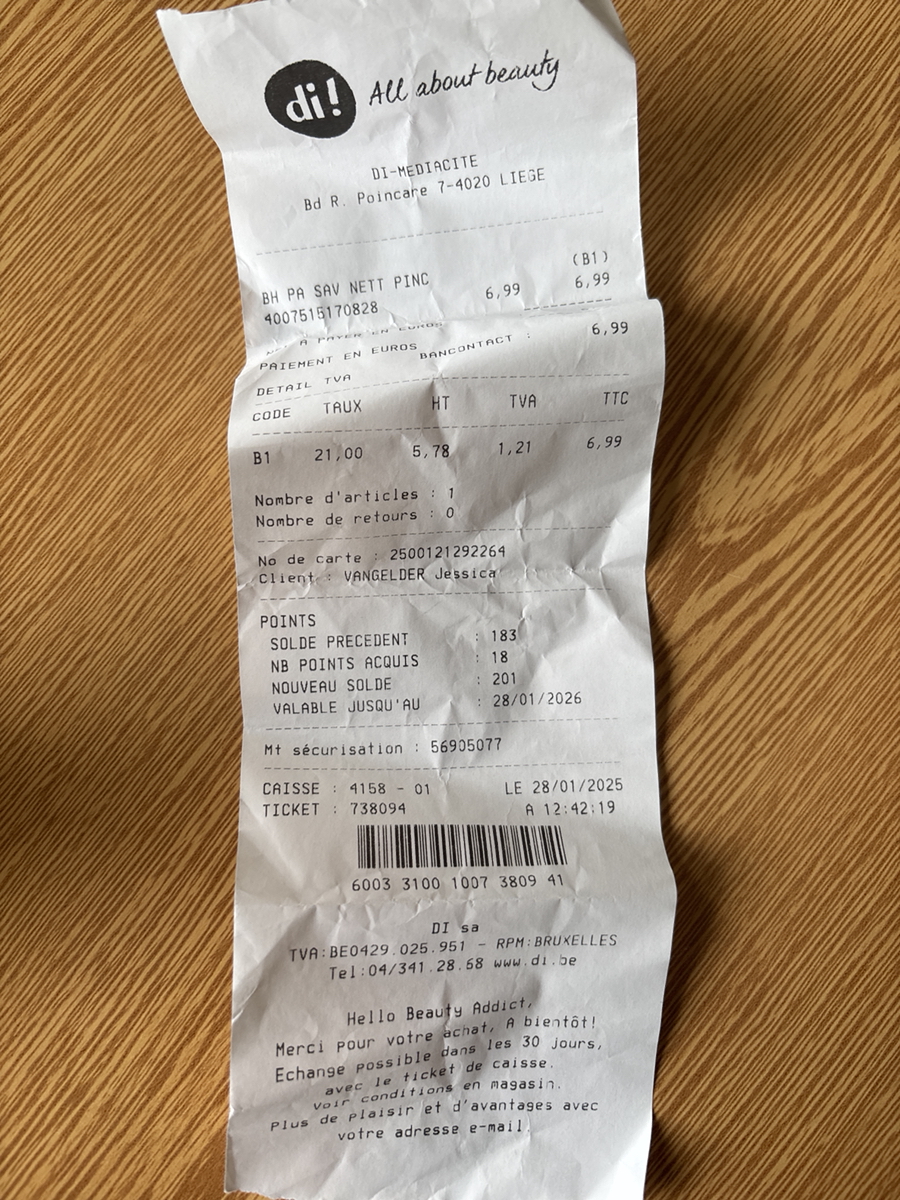 di! All about beauty
DI-MEDIACITE
Bd R. Poincare 7-4020 LIEGE
(B1)
BH PA SAV NETT PINC
4007515170828 6,99 6,99
A PAYER EN EUROS
PAIEMENT EN EUROS BANCONTACT : 6,99
DETAIL TVA
CODE TAUX HT TVA TTC
B1 21,00 5,78 1,21 6,99
Nombre d'articles : 1
Nombre de retours : 0
No de carte : 2500121292264
Client : VANGELDER Jessica
POINTS
SOLDE PRECEDENT : 183
NB POINTS ACQUIS : 18
NOUVEAU SOLDE : 201
VALABLE JUSQU'AU : 28/01/2026
Mt sécurisation : 56905077
CAISSE : 4158 - 01 LE 28/01/2025
TICKET : 738094 A 12:42:19
6003 3100 1007 3809 41
DI sa
TVA:BE0429.025.951 - RPM:BRUXELLES
Tel:04/341.28.68 www.di.be
Hello Beauty Addict,
Merci pour votre achat, A bientôt!
Echange possible dans les 30 jours,
avec le ticket de caisse.
Voir conditions en magasin.
Plus de plaisir et d'avantages avec
votre adresse e-mail.